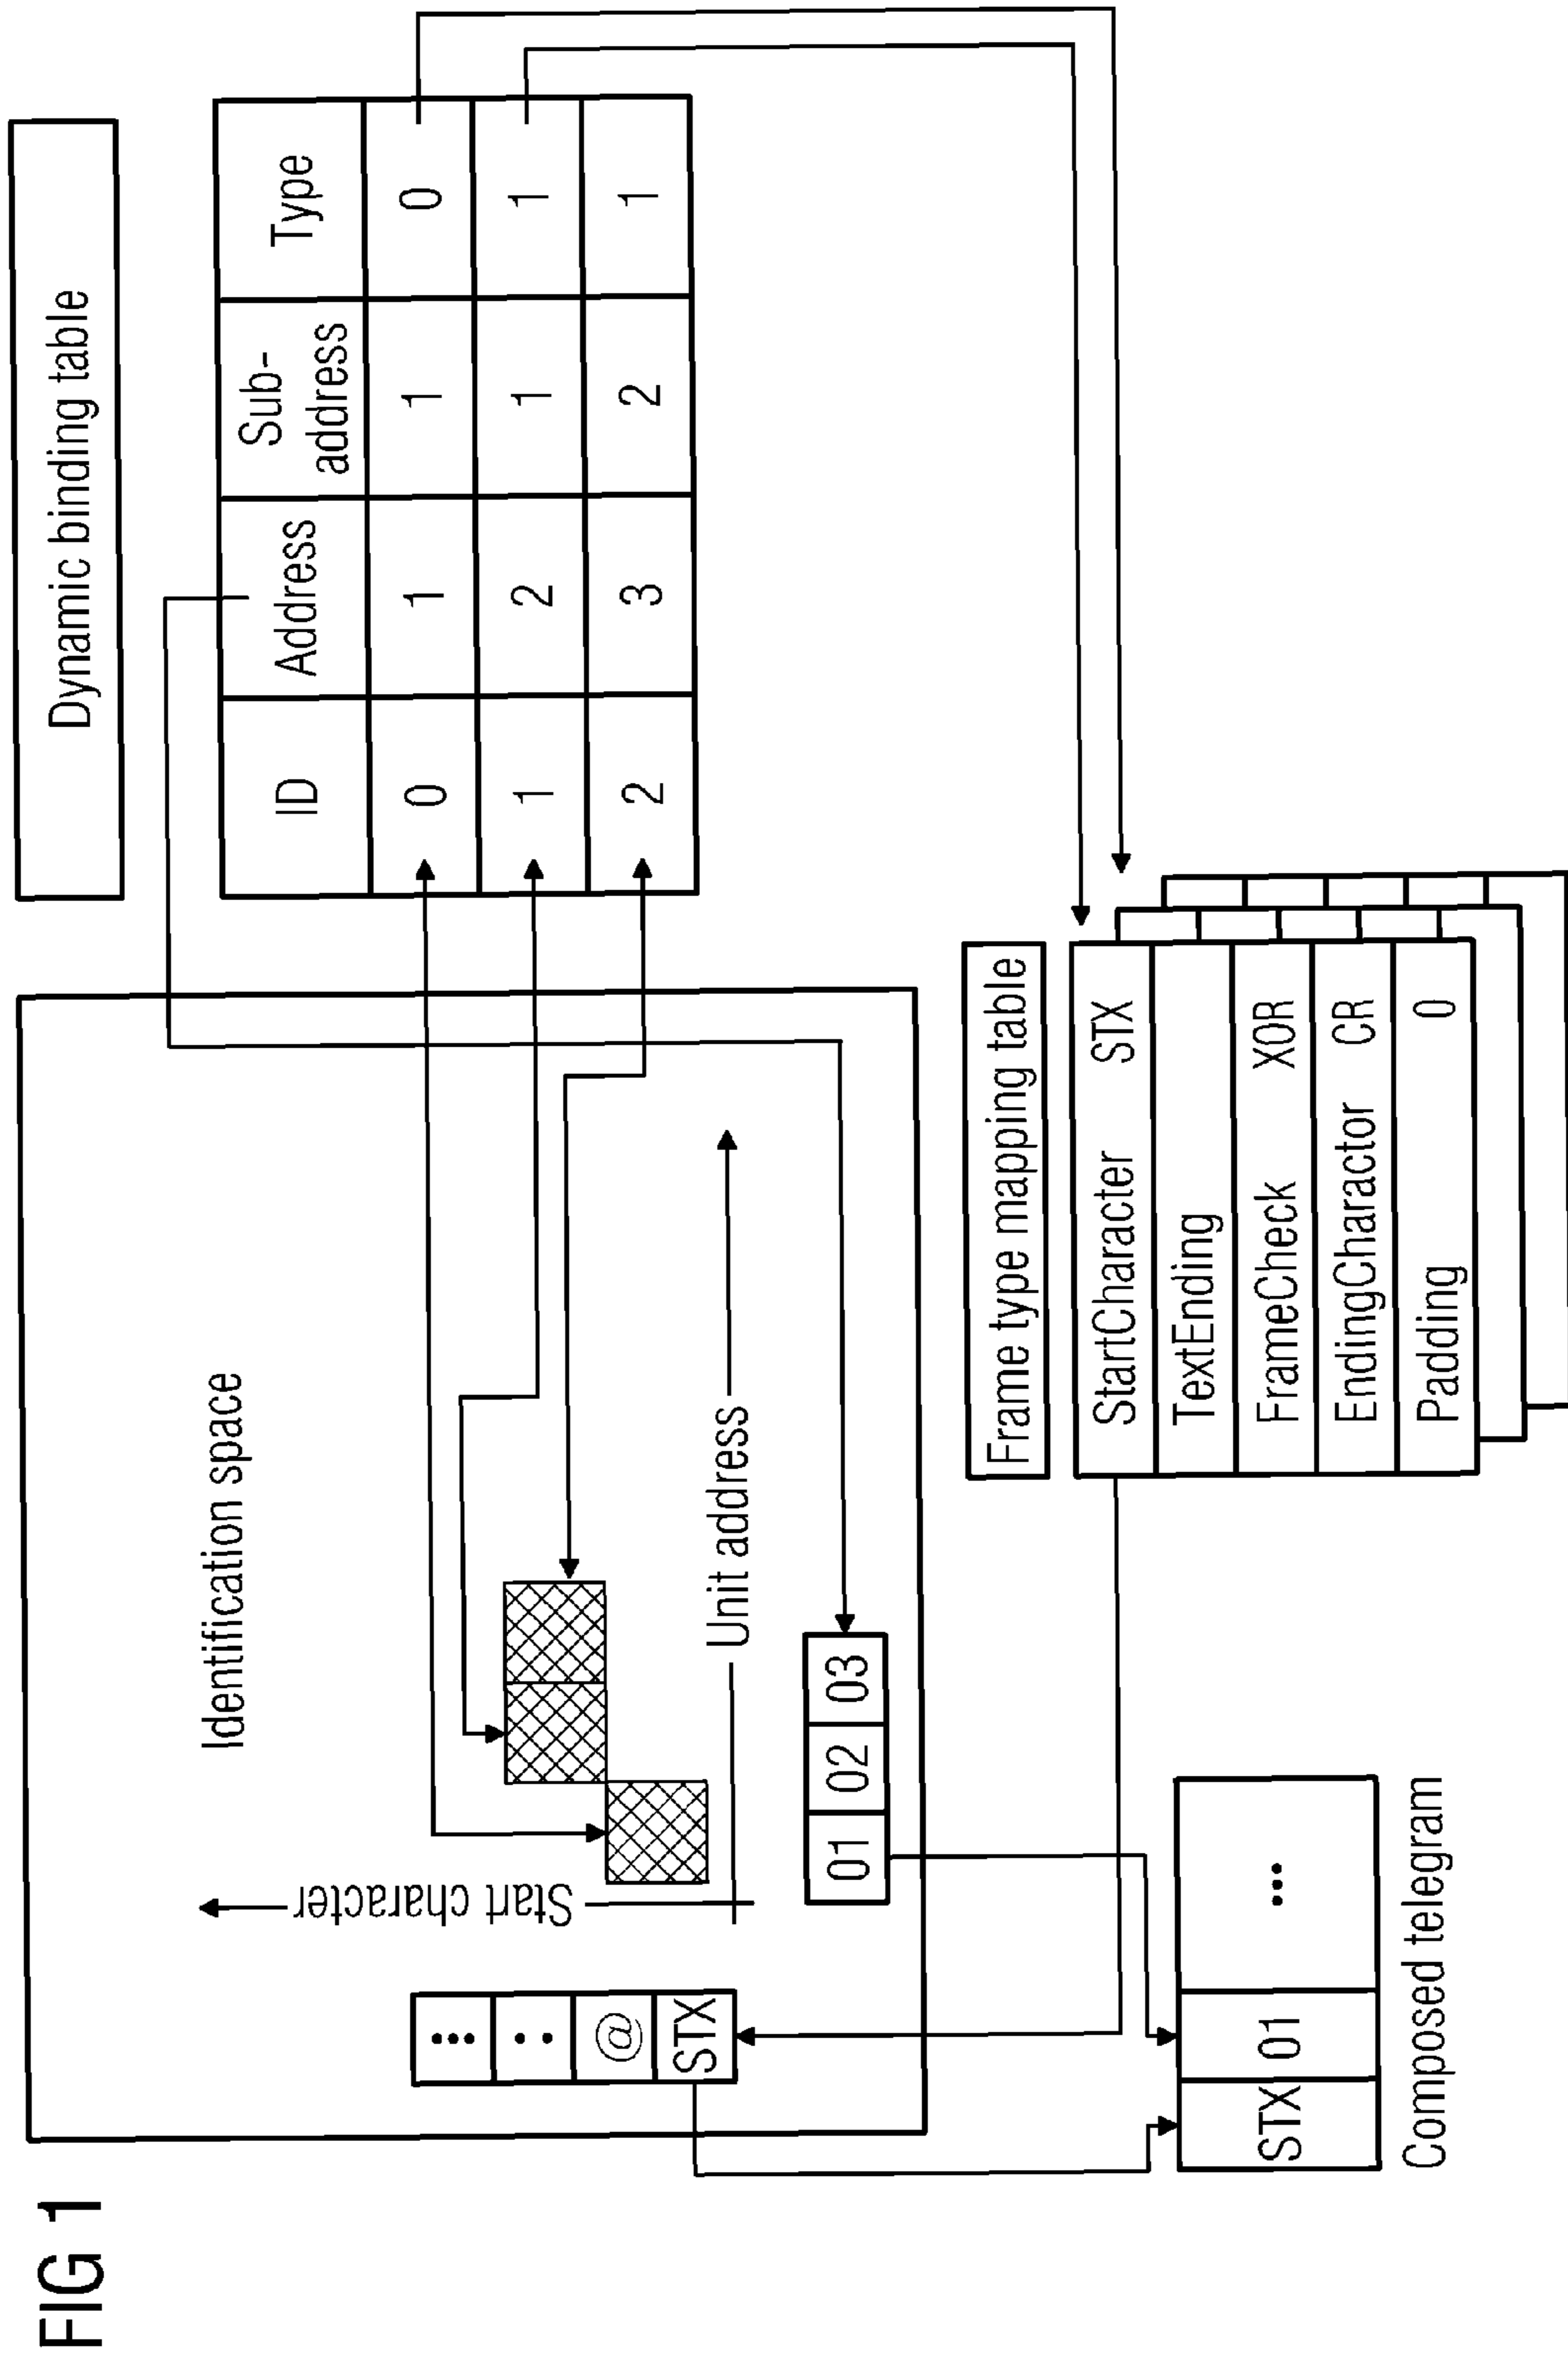 FIG 1
Dynamic binding table
Identification space
ID Address Sub-address Type
0 1 1 0
1 2 1 1
2 3 2 1
Start character
Unit address
...
..
@
STX
01 02 03
Frame type mapping table
StartCharacter STX
TextEnding
FrameCheck XOR
EndingCharactor CR
Padding 0
STX 01 ...
Composed telegram